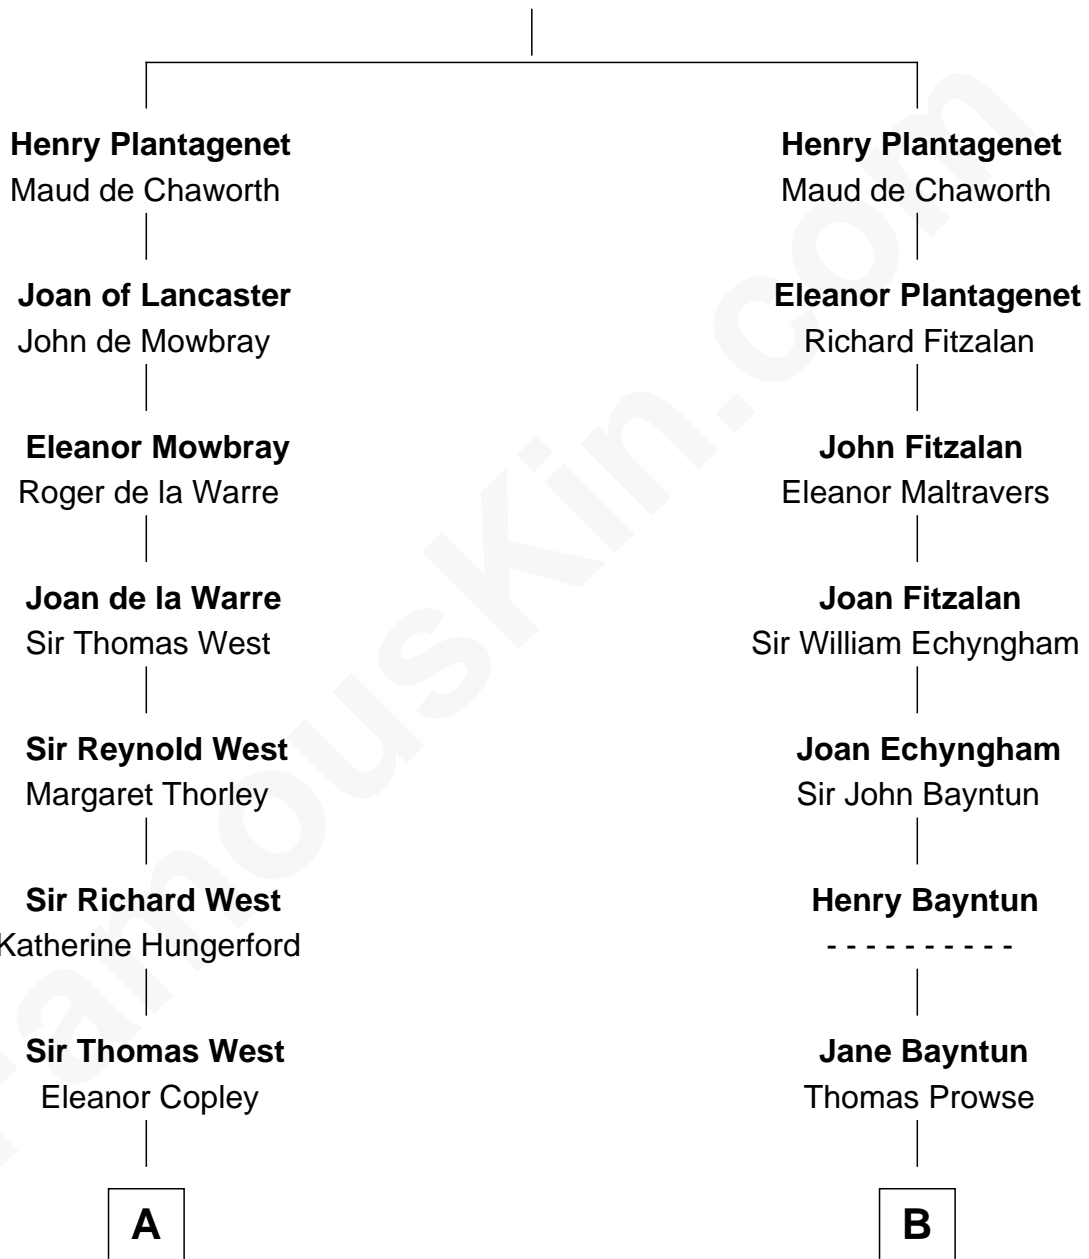 Henry Plantagenet
Maud de Chaworth
Joan of Lancaster
John de Mowbray
Eleanor Mowbray
Roger de la Warre
Joan de la Warre
Sir Thomas West
Sir Reynold West
Margaret Thorley
Sir Richard West
Katherine Hungerford
Sir Thomas West
Eleanor Copley
A
Henry Plantagenet
Maud de Chaworth
Eleanor Plantagenet
Richard Fitzalan
John Fitzalan
Eleanor Maltravers
Joan Fitzalan
Sir William Echyngham
Joan Echyngham
Sir John Bayntun
Henry Bayntun
- - - - - - - - - -
Jane Bayntun
Thomas Prowse
B
FamousKin.com